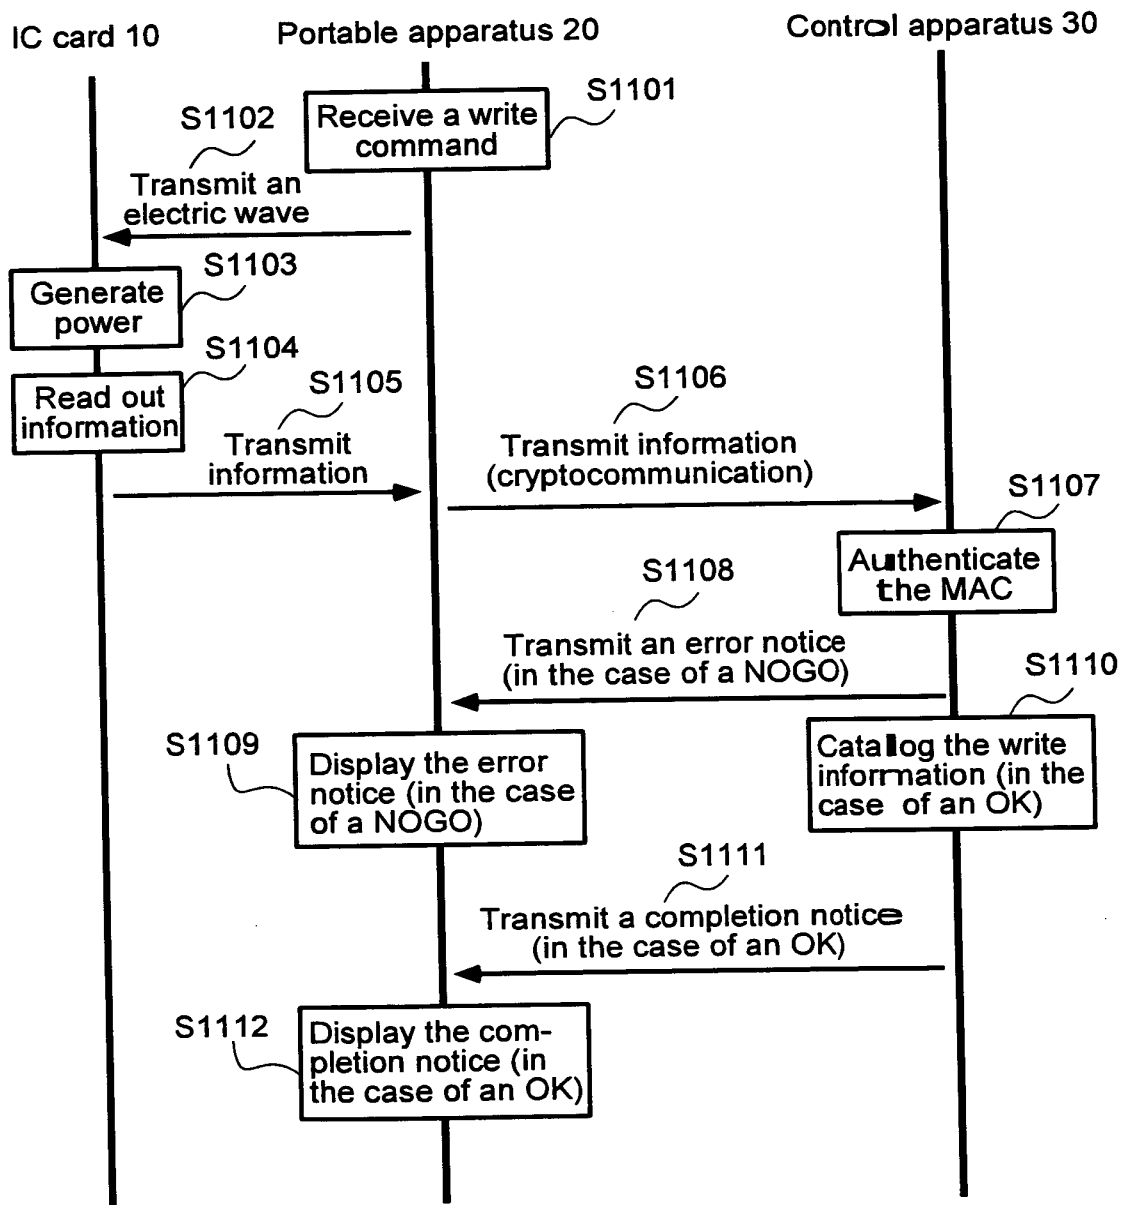 IC card 10
Portable apparatus 20
Control apparatus 30
S1101
Receive a write
command
S1102
Transmit an
electric wave
S1103
Generate
power
S1104
Read out
information
S1105
Transmit
information
S1106
Transmit information
(cryptocommunication)
S1107
Authenticate
the MAC
S1108
Transmit an error notice
(in the case of a NOGO)
S1109
Display the error
notice (in the case
of a NOGO)
S1110
Catalog the write
information (in the
case of an OK)
S1111
Transmit a completion notice
(in the case of an OK)
S1112
Display the com-
pletion notice (in
the case of an OK)